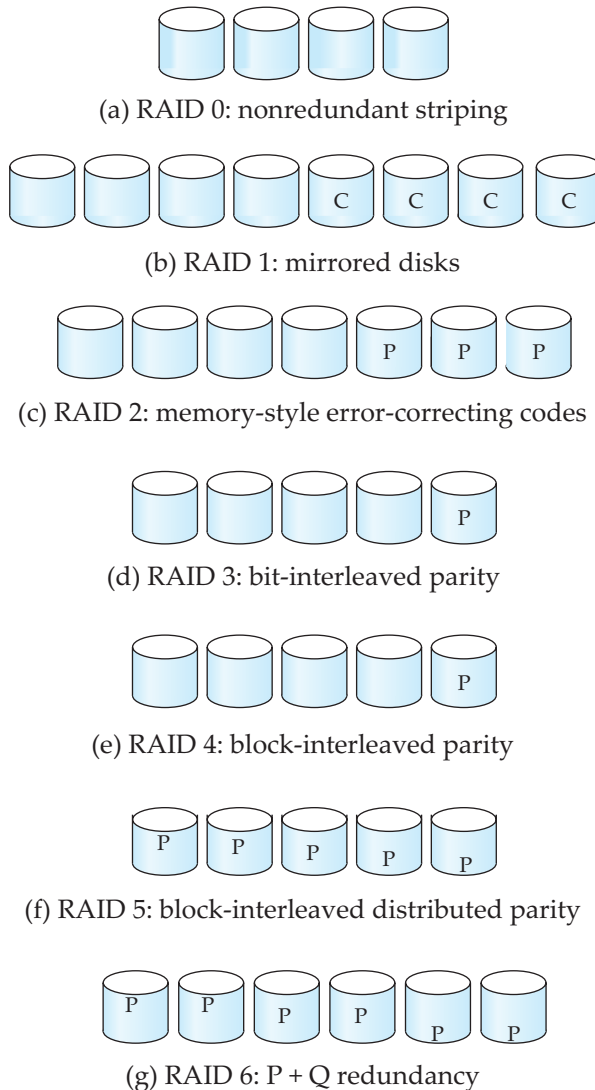 (a) RAID 0: nonredundant striping
C C C C
(b) RAID 1: mirrored disks
P P P
(c) RAID 2: memory-style error-correcting codes
P
(d) RAID 3: bit-interleaved parity
P
(e) RAID 4: block-interleaved parity
P P P P P
(f) RAID 5: block-interleaved distributed parity
P P P P P P
(g) RAID 6: P + Q redundancy